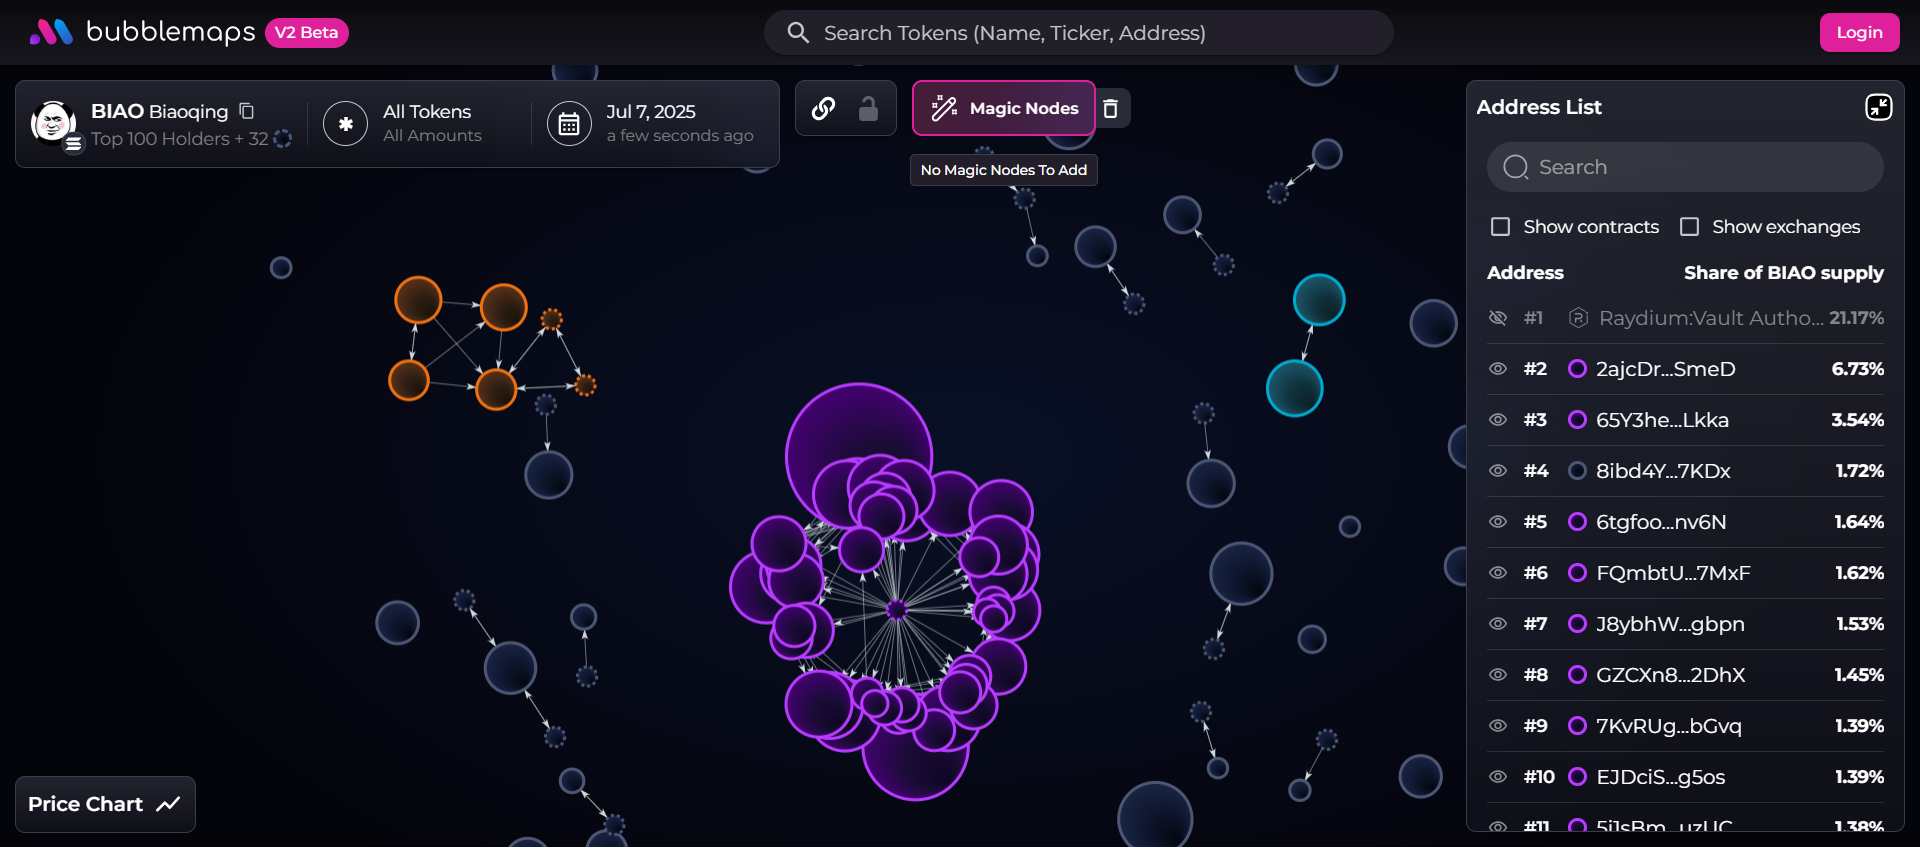 bubblemaps V2 Beta
Search Tokens (Name, Ticker, Address)
Login
BIAO Biaoqing
Top 100 Holders + 32
All Tokens
All Amounts
Jul 7, 2025
a few seconds ago
Magic Nodes
No Magic Nodes To Add
Address List
Search
Show contracts Show exchanges
Address Share of BIAO supply
#1 Raydium:Vault Autho... 21.17%
#2 2ajcDr...SmeD 6.73%
#3 65Y3he...Lkka 3.54%
#4 8ibd4Y...7KDx 1.72%
#5 6tgfoo...nv6N 1.64%
#6 FQmbtU...7MxF 1.62%
#7 J8ybhW...gbpn 1.53%
#8 GZCXn8...2DhX 1.45%
#9 7KvRUg...bGvq 1.39%
#10 EJDciS...g5os 1.39%
#11 1.38%
Price Chart